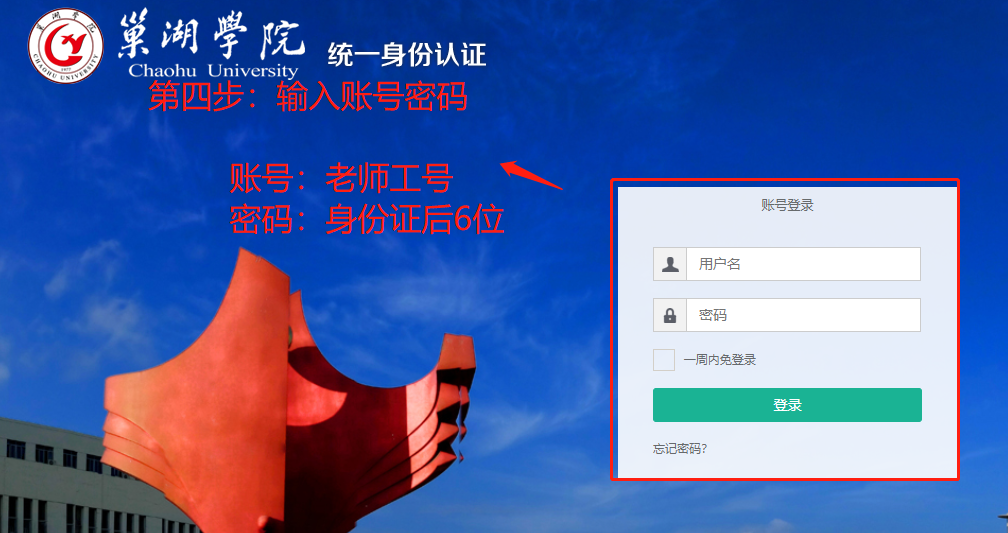 巢湖學院
Chaohu University
统一身份认证
第四步：输入账号密码
账号：老师工号
密码：身份证后6位
账号登录
用户名
密码
一周内免登录
登录
忘记密码?